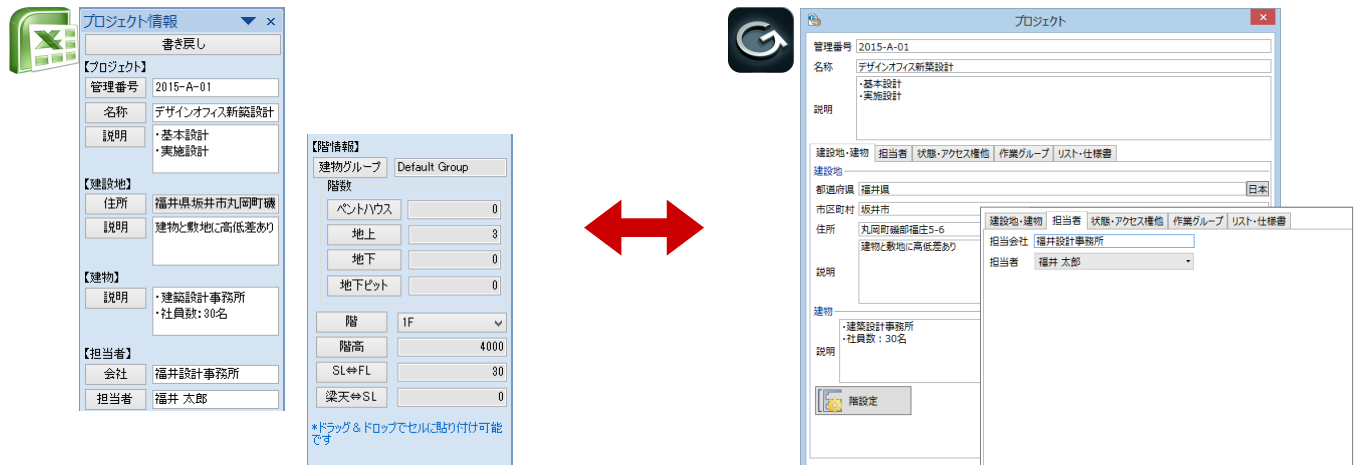 プロジェクト情報
書き戻し
【プロジェクト】
管理番号 2015-A-01
名称 デザインオフィス新築設計
説明 ・基本設計
・実施設計
【建設地】
住所 福井県坂井市丸岡町磯
説明 建物と敷地に高低差あり
【建物】
説明 ・建築設計事務所
・社員数：30名
【担当者】
会社 福井設計事務所
担当者 福井 太郎
【階情報】
建物グループ Default Group
階数
ペントハウス 0
地上 3
地下 0
地下ピット 0
階 1F
階高 4000
SL⇔FL 30
梁天⇔SL 0
*ドラッグ＆ドロップでセルに貼り付け可能
です
プロジェクト
管理番号 2015-A-01
名称 デザインオフィス新築設計
説明 ・基本設計
・実施設計
建設地・建物 担当者 状態・アクセス権他 作業グループ リスト・仕様書
建設地
都道府県 福井県 日本
市区町村 坂井市
住所 丸岡町磯部福庄5-6
説明 建物と敷地に高低差あり
建物
説明 ・建築設計事務所
・社員数：30名
階設定
建設地・建物 担当者 状態・アクセス権他 作業グループ リスト・仕様書
担当会社 福井設計事務所
担当者 福井 太郎